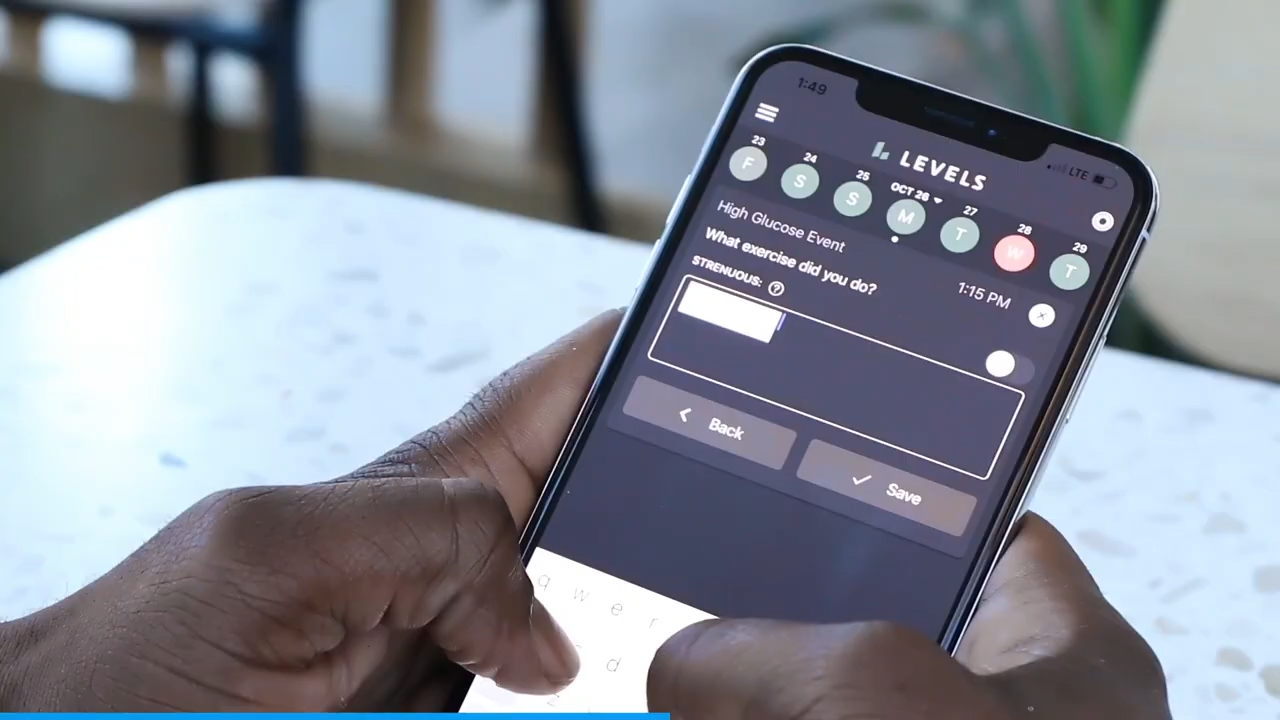 1:49
LTE
LEVELS
23 24 25 OCT 26 27 28 29
F S S M T W T
High Glucose Event
What exercise did you do?
1:15 PM
STRENUOUS: ?
Back
Save
q w e r
d
z